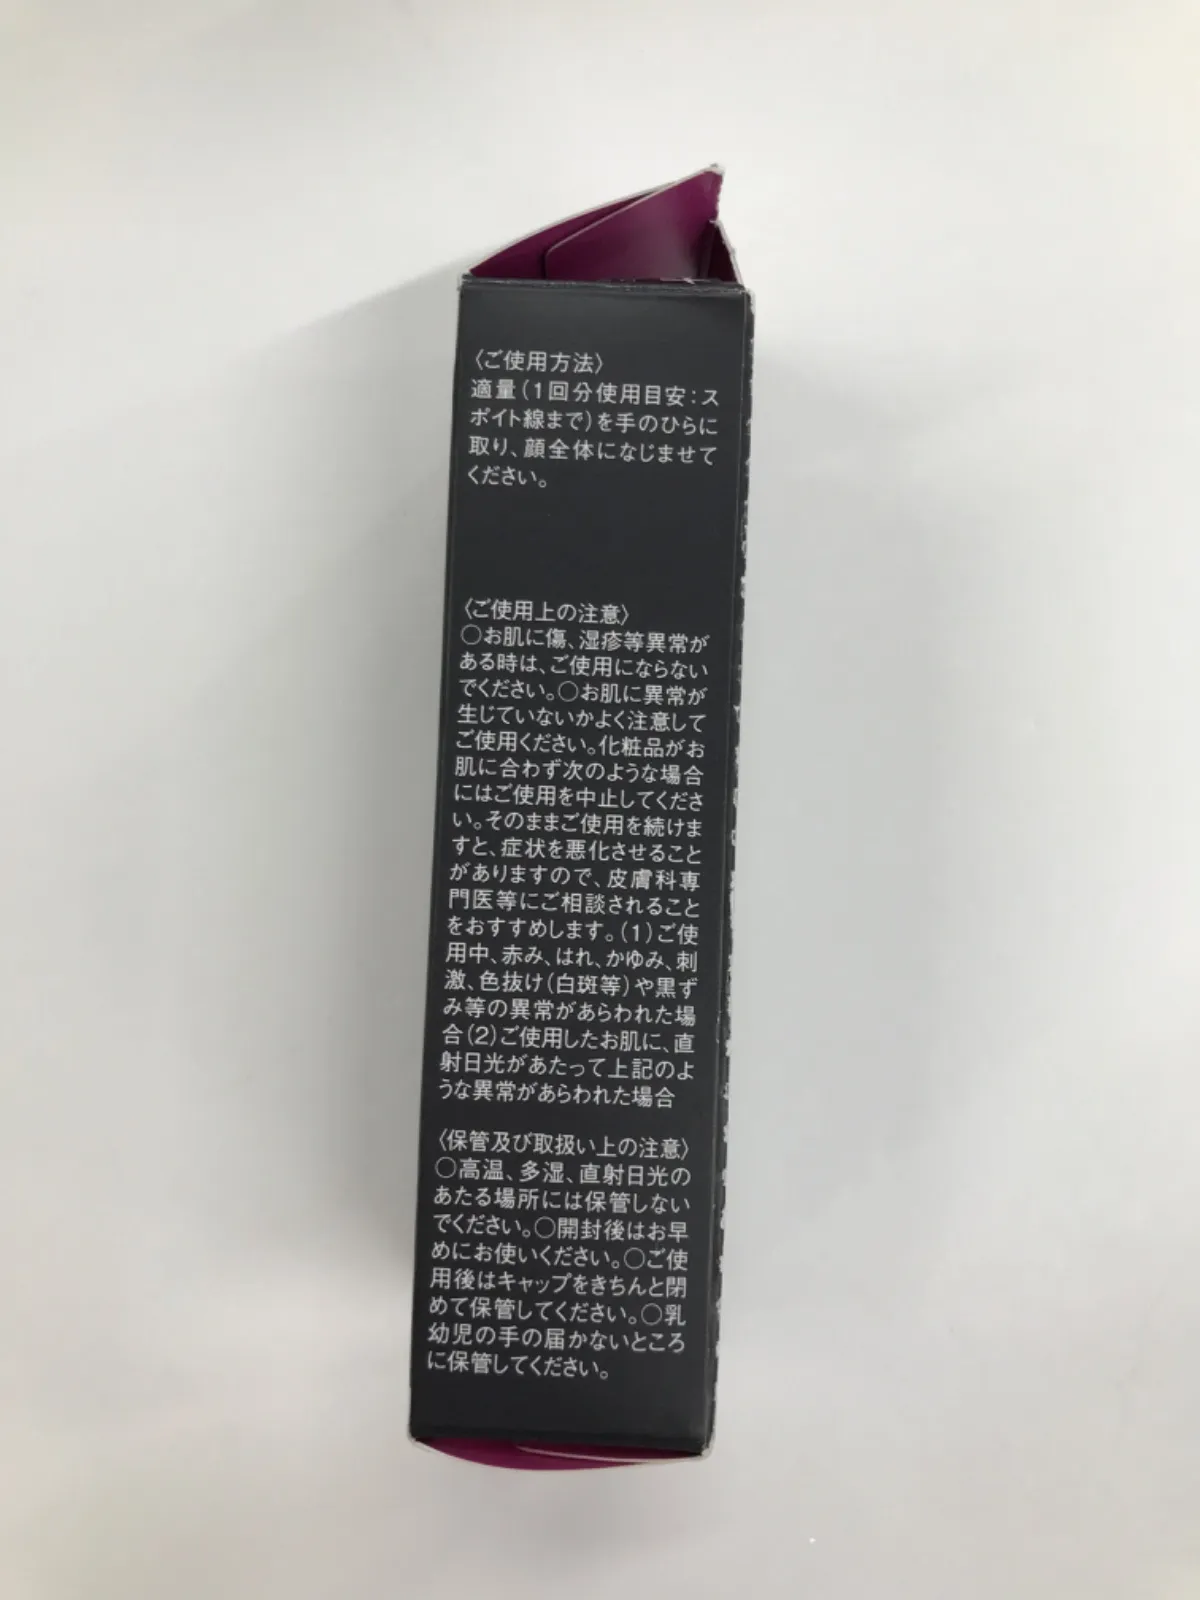 〈ご使用方法〉
適量(1回分使用目安:ス
ポイト線まで)を手のひらに
取り、顔全体になじませて
ください。
〈ご使用上の注意〉
○お肌に傷、湿疹等異常が
ある時は、ご使用にならない
でください。○お肌に異常が
生じていないかよく注意して
ご使用ください。化粧品がお
肌に合わず次のような場合
にはご使用を中止してくださ
い。そのままご使用を続けま
すと、症状を悪化させること
がありますので、皮膚科専
門医等にご相談されること
をおすすめします。(1)ご使
用中、赤み、はれ、かゆみ、刺
激、色抜け(白斑等)や黒ず
み等の異常があらわれた場
合(2)ご使用したお肌に、直
射日光があたって上記のよ
うな異常があらわれた場合
〈保管及び取扱い上の注意〉
○高温、多湿、直射日光の
あたる場所には保管しない
でください。○開封後はお早
めにお使いください。○ご使
用後はキャップをきちんと閉
めて保管してください。○乳
幼児の手の届かないところ
に保管してください。